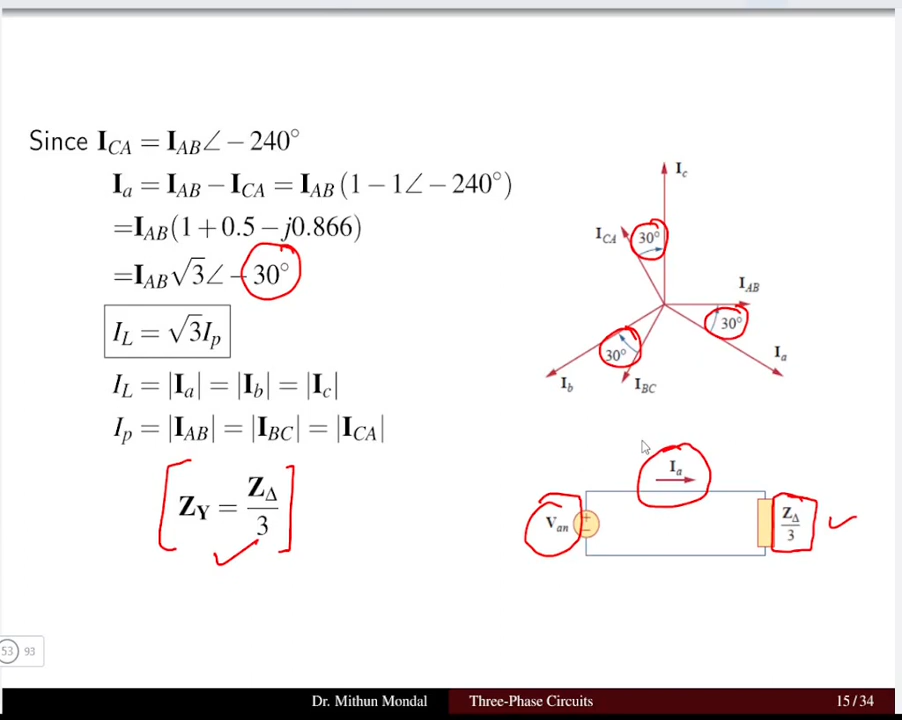 Since I_CA = I_AB∠ − 240°
I_a = I_AB − I_CA = I_AB (1 − 1∠ − 240°)
=I_AB(1 + 0.5 − j0.866)
=I_AB√3∠ − 30°
I_L = √3I_p
I_L = |I_a| = |I_b| = |I_c|
I_p = |I_AB| = |I_BC| = |I_CA|
Z_Y = Z_Δ/3
I_c
I_CA
30°
I_AB
30°
I_a
30°
I_b
I_BC
I_a
V_an
+
−
Z_Δ/3
53 93
Dr. Mithun Mondal Three-Phase Circuits 15 / 34